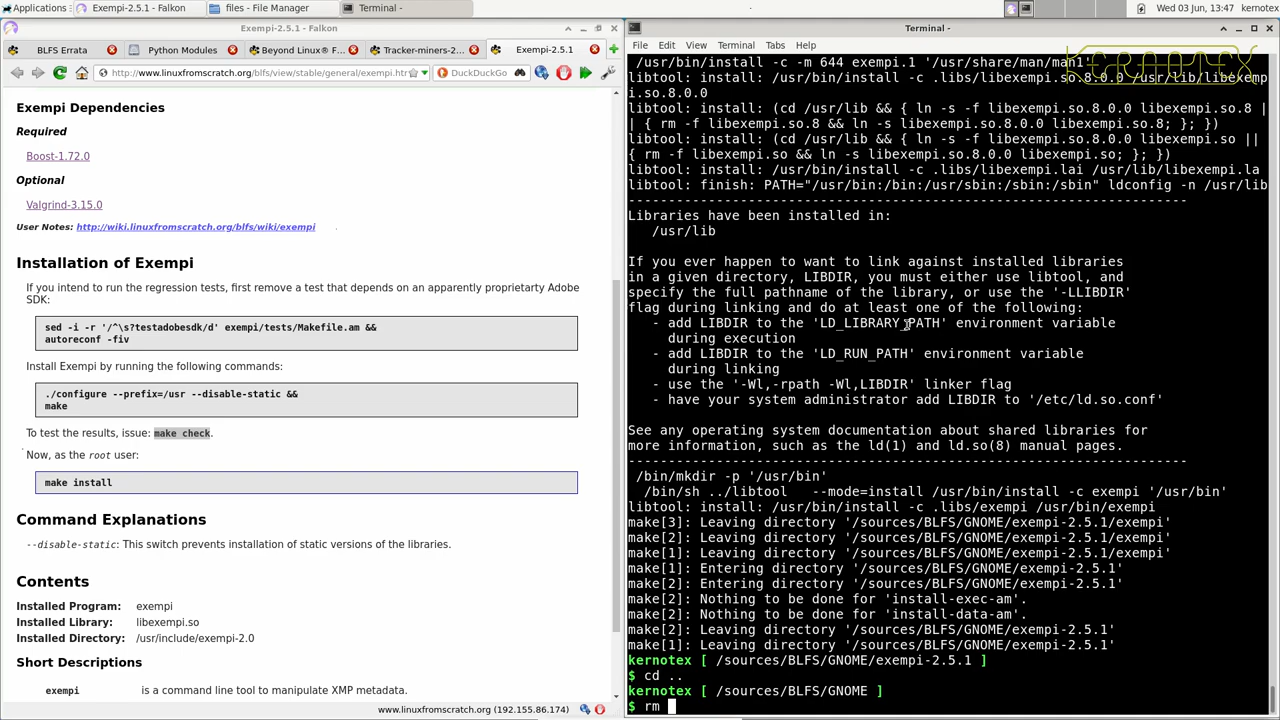 Applications
Exempi-2.5.1 - Falkon
files - File Manager
Terminal -
Wed 03 Jun, 13:47
kernotex
Exempi-2.5.1 - Falkon
BLFS Errata
Python Modules
Beyond Linux® F...
Tracker-miners-2...
Exempi-2.5.1
http://www.linuxfromscratch.org/blfs/view/stable/general/exempi.htm
DuckDuckGo
Exempi Dependencies
Required
Boost-1.72.0
Optional
Valgrind-3.15.0
User Notes: http://wiki.linuxfromscratch.org/blfs/wiki/exempi
Installation of Exempi
If you intend to run the regression tests, first remove a test that depends on an apparently proprietarty Adobe
SDK:
sed -i -r '/^\s?testadobesdk/d' exempi/tests/Makefile.am &&
autoreconf -fiv
Install Exempi by running the following commands:
./configure --prefix=/usr --disable-static &&
make
To test the results, issue: make check.
Now, as the root user:
make install
Command Explanations
--disable-static: This switch prevents installation of static versions of the libraries.
Contents
Installed Program: exempi
Installed Library: libexempi.so
Installed Directory: /usr/include/exempi-2.0
Short Descriptions
exempi is a command line tool to manipulate XMP metadata.
www.linuxfromscratch.org (192.155.86.174)
Terminal -
File Edit View Terminal Tabs Help
KERNOTEX
/usr/bin/install -c -m 644 exempi.1 '/usr/share/man/man1'
libtool: install: /usr/bin/install -c .libs/libexempi.so.8.0.0 /usr/lib/libexemp
i.so.8.0.0
libtool: install: (cd /usr/lib && { ln -s -f libexempi.so.8.0.0 libexempi.so.8 |
| { rm -f libexempi.so.8 && ln -s libexempi.so.8.0.0 libexempi.so.8; }; })
libtool: install: (cd /usr/lib && { ln -s -f libexempi.so.8.0.0 libexempi.so ||
{ rm -f libexempi.so && ln -s libexempi.so.8.0.0 libexempi.so; }; })
libtool: install: /usr/bin/install -c .libs/libexempi.lai /usr/lib/libexempi.la
libtool: finish: PATH="/usr/bin:/bin:/usr/sbin:/sbin:/sbin" ldconfig -n /usr/lib
----------------------------------------------------------------------
Libraries have been installed in:
/usr/lib
If you ever happen to want to link against installed libraries
in a given directory, LIBDIR, you must either use libtool, and
specify the full pathname of the library, or use the '-LLIBDIR'
flag during linking and do at least one of the following:
- add LIBDIR to the 'LD_LIBRARY_PATH' environment variable
during execution
- add LIBDIR to the 'LD_RUN_PATH' environment variable
during linking
- use the '-Wl,-rpath -Wl,LIBDIR' linker flag
- have your system administrator add LIBDIR to '/etc/ld.so.conf'
See any operating system documentation about shared libraries for
more information, such as the ld(1) and ld.so(8) manual pages.
----------------------------------------------------------------------
/bin/mkdir -p '/usr/bin'
/bin/sh ../libtool --mode=install /usr/bin/install -c exempi '/usr/bin'
libtool: install: /usr/bin/install -c .libs/exempi /usr/bin/exempi
make[3]: Leaving directory '/sources/BLFS/GNOME/exempi-2.5.1/exempi'
make[2]: Leaving directory '/sources/BLFS/GNOME/exempi-2.5.1/exempi'
make[1]: Leaving directory '/sources/BLFS/GNOME/exempi-2.5.1/exempi'
make[1]: Entering directory '/sources/BLFS/GNOME/exempi-2.5.1'
make[2]: Entering directory '/sources/BLFS/GNOME/exempi-2.5.1'
make[2]: Nothing to be done for 'install-exec-am'.
make[2]: Nothing to be done for 'install-data-am'.
make[2]: Leaving directory '/sources/BLFS/GNOME/exempi-2.5.1'
make[1]: Leaving directory '/sources/BLFS/GNOME/exempi-2.5.1'
kernotex [ /sources/BLFS/GNOME/exempi-2.5.1 ]
$ cd ..
kernotex [ /sources/BLFS/GNOME ]
$ rm